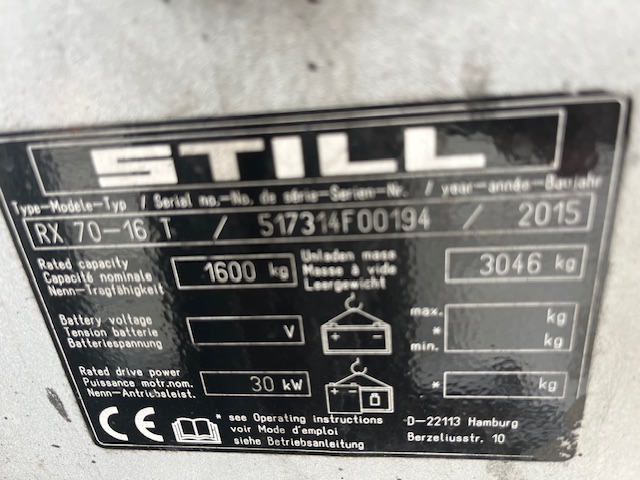 STILL
Type-Modele-Typ / Serial no.-No. de série-Serien-Nr. / year-année-Baujahr
RX 70-16 T / 517314F00194 / 2015
Rated capacity
Capacité nominale
Nenn-Tragfähigkeit
1600 kg
Unladen mass
Masse à vide
Leergewicht
3046 kg
Battery voltage
Tension batterie
Batteriespannung
V
max. kg
*
min. kg
Rated drive power
Puissance motr.nom.
Nenn-Antriebsleist.
30 kW
* kg
CE
* see Operating instructions
voir Mode d'emploi
siehe Betriebsanleitung
D-22113 Hamburg
Berzeliusstr. 10